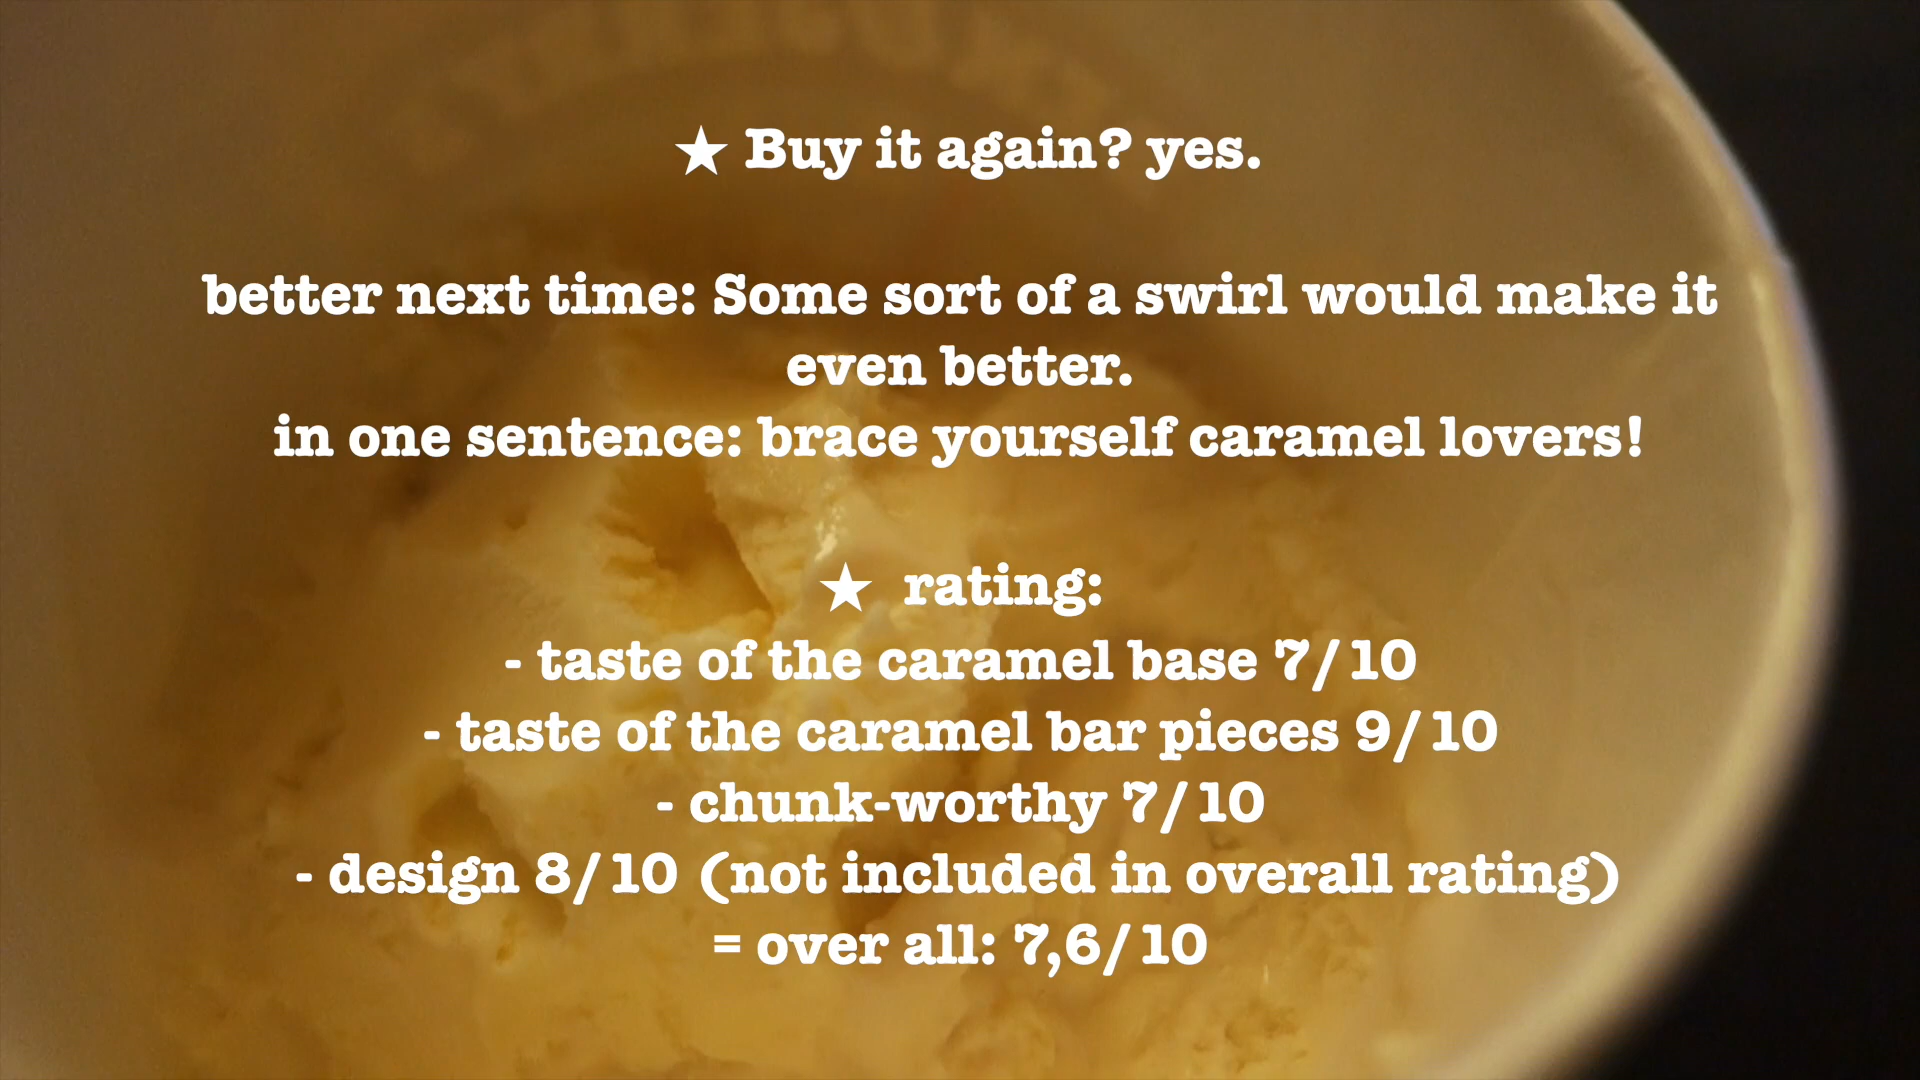 ★ Buy it again? yes.
better next time: Some sort of a swirl would make it
even better.
in one sentence: brace yourself caramel lovers!
★ rating:
- taste of the caramel base 7/10
- taste of the caramel bar pieces 9/10
- chunk-worthy 7/10
- design 8/10 (not included in overall rating)
= over all: 7,6/10